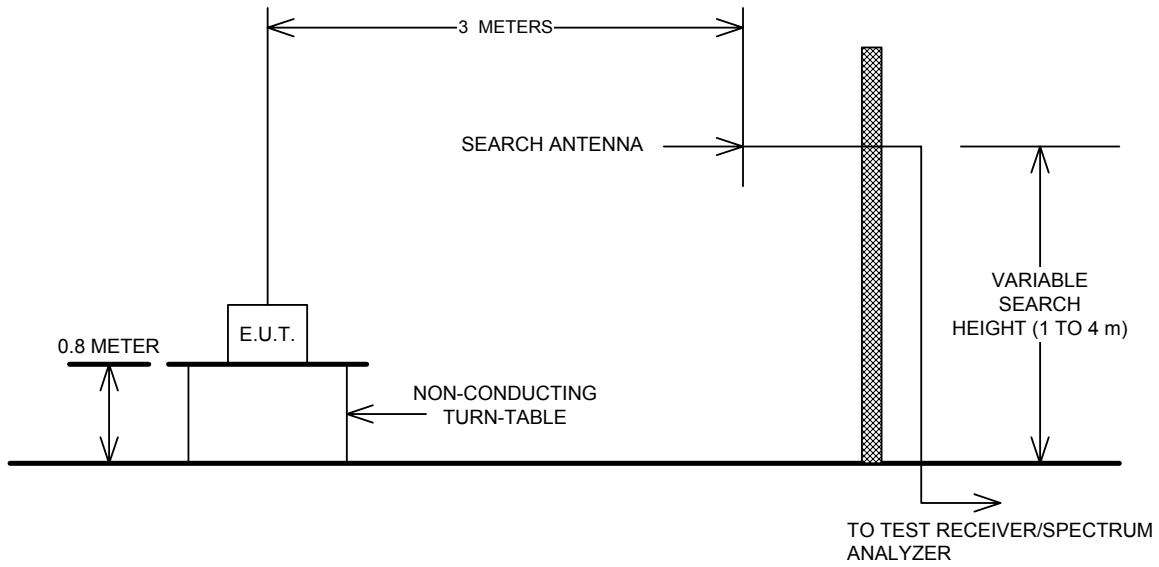 3 METERS
SEARCH ANTENNA
VARIABLE
SEARCH
HEIGHT (1 TO 4 m)
E.U.T.
0.8 METER
NON-CONDUCTING
TURN-TABLE
TO TEST RECEIVER/SPECTRUM
ANALYZER